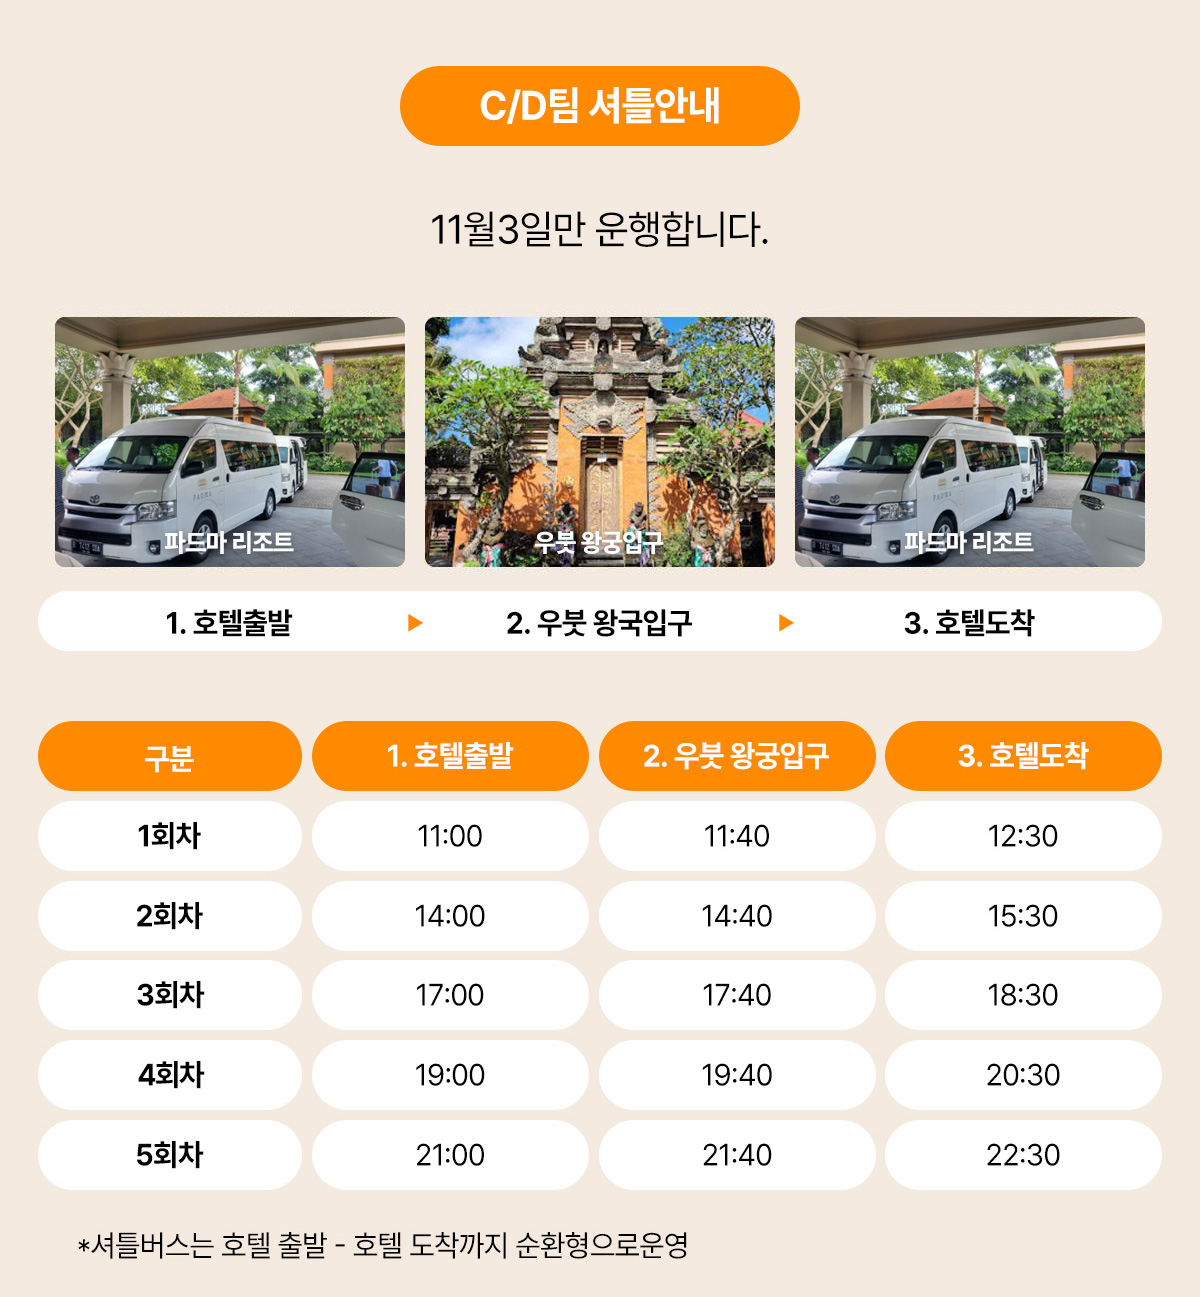 C/D팀 셔틀안내
11월3일만 운행합니다.
PADMA
파드마 리조트
우붓 왕궁입구
PADMA
파드마 리조트
1. 호텔출발 ▶ 2. 우붓 왕국입구 ▶ 3. 호텔도착
구분 1. 호텔출발 2. 우붓 왕궁입구 3. 호텔도착
1회차 11:00 11:40 12:30
2회차 14:00 14:40 15:30
3회차 17:00 17:40 18:30
4회차 19:00 19:40 20:30
5회차 21:00 21:40 22:30
*셔틀버스는 호텔 출발 - 호텔 도착까지 순환형으로운영